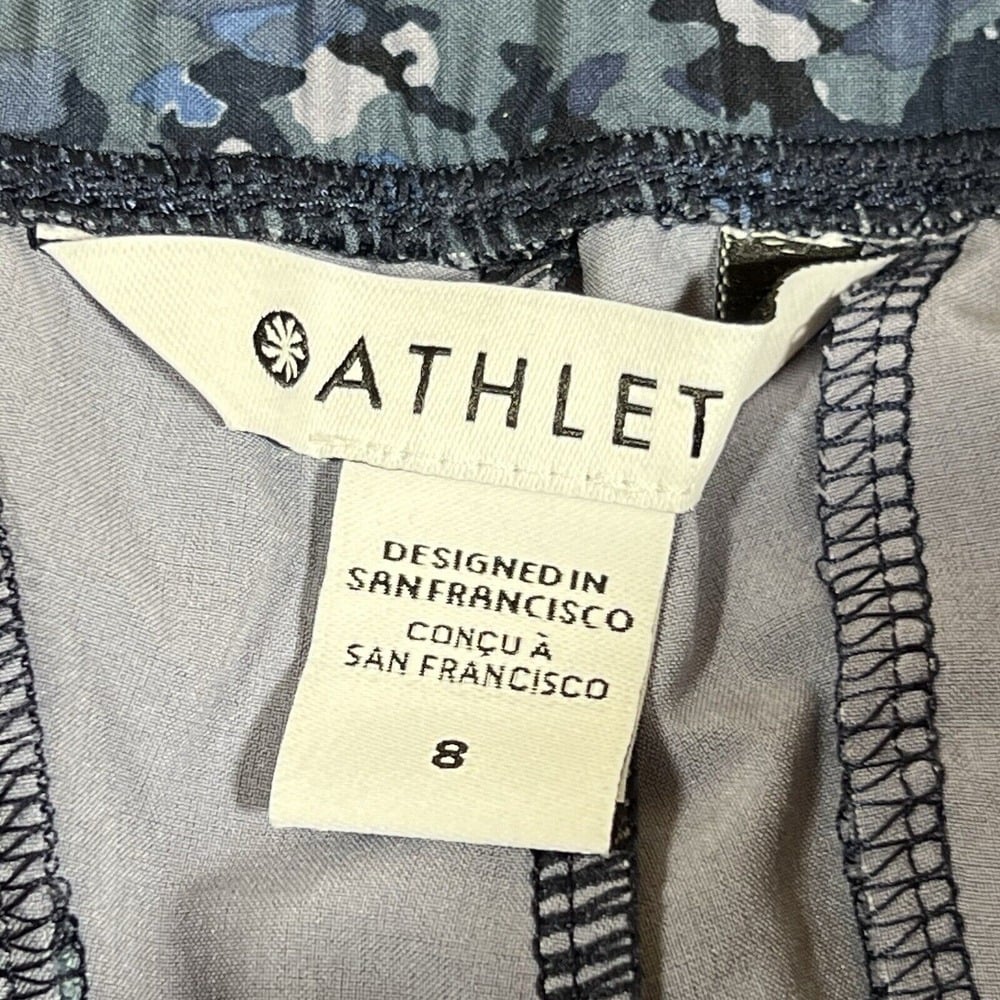 ATHLET
DESIGNED IN
SAN FRANCISCO
CONÇU À
SAN FRANCISCO
8